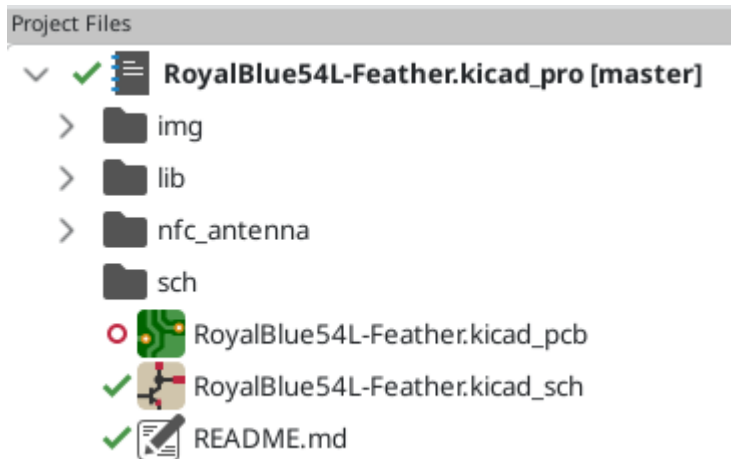 Project Files
RoyalBlue54L-Feather.kicad_pro [master]
img
lib
nfc_antenna
sch
RoyalBlue54L-Feather.kicad_pcb
RoyalBlue54L-Feather.kicad_sch
README.md